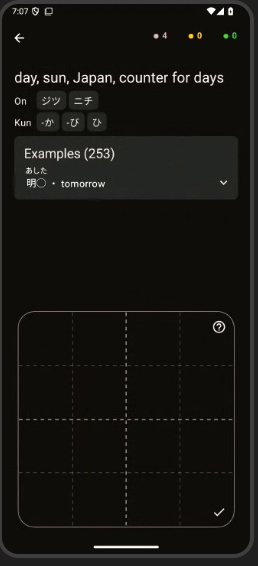 7:07
4 0 0
day, sun, Japan, counter for days
On ジツ ニチ
Kun -か -び ひ
Examples (253)
あした
明〇 • tomorrow